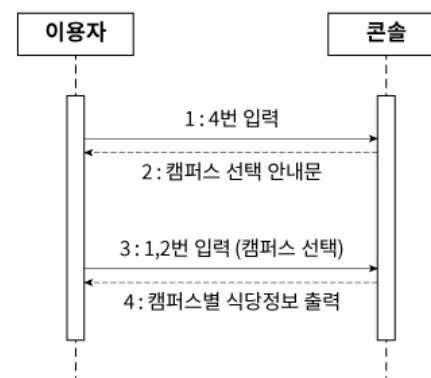 이용자
콘솔
1 : 4번 입력
2 : 캠퍼스 선택 안내문
3 : 1,2번 입력 (캠퍼스 선택)
4 : 캠퍼스별 식당정보 출력